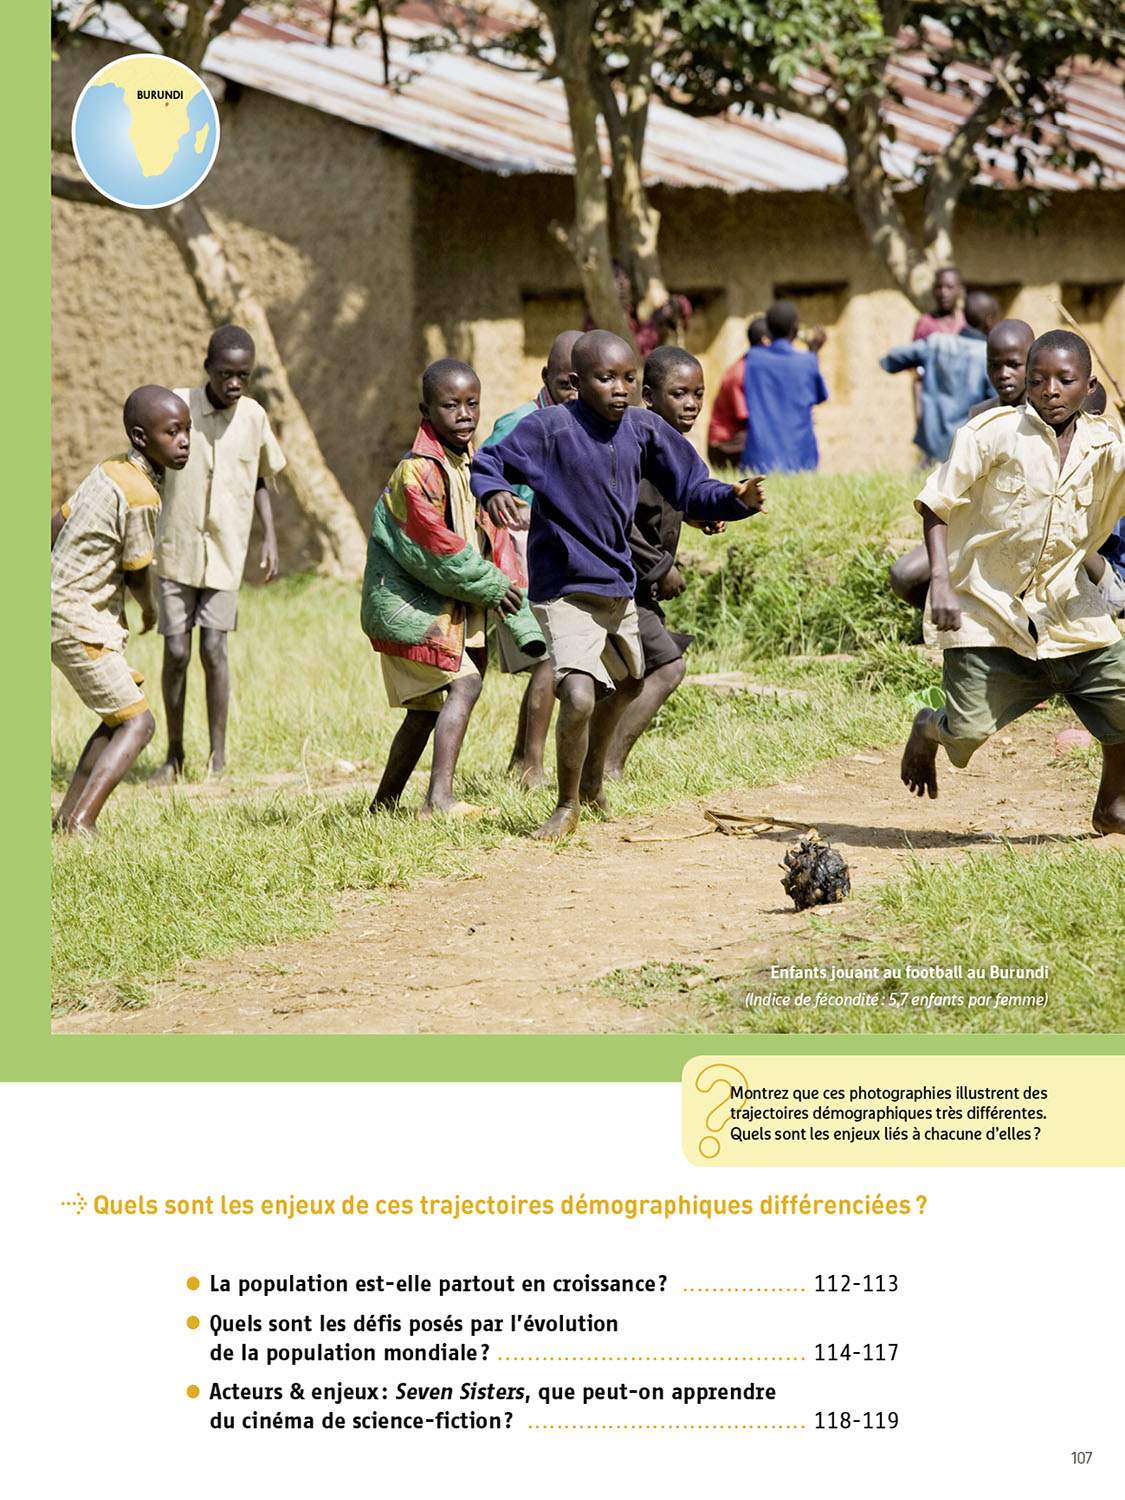 BURUNDI
Enfants jouant au football au Burundi
(Indice de fécondité : 5,7 enfants par femme)
?
Montrez que ces photographies illustrent des
trajectoires démographiques très différentes.
Quels sont les enjeux liés à chacune d'elles ?
Quels sont les enjeux de ces trajectoires démographiques différenciées ?
● La population est-elle partout en croissance ? ................. 112-113
● Quels sont les défis posés par l'évolution
de la population mondiale ? .......................................... 114-117
● Acteurs & enjeux : Seven Sisters, que peut-on apprendre
du cinéma de science-fiction ? ...................................... 118-119
107